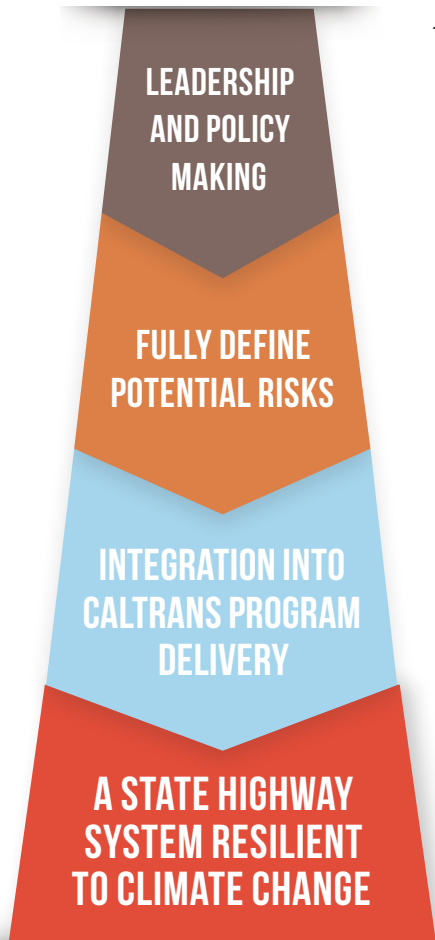 LEADERSHIP
AND POLICY
MAKING
FULLY DEFINE
POTENTIAL RISKS
INTEGRATION INTO
CALTRANS PROGRAM
DELIVERY
A STATE HIGHWAY
SYSTEM RESILIENT
TO CLIMATE CHANGE